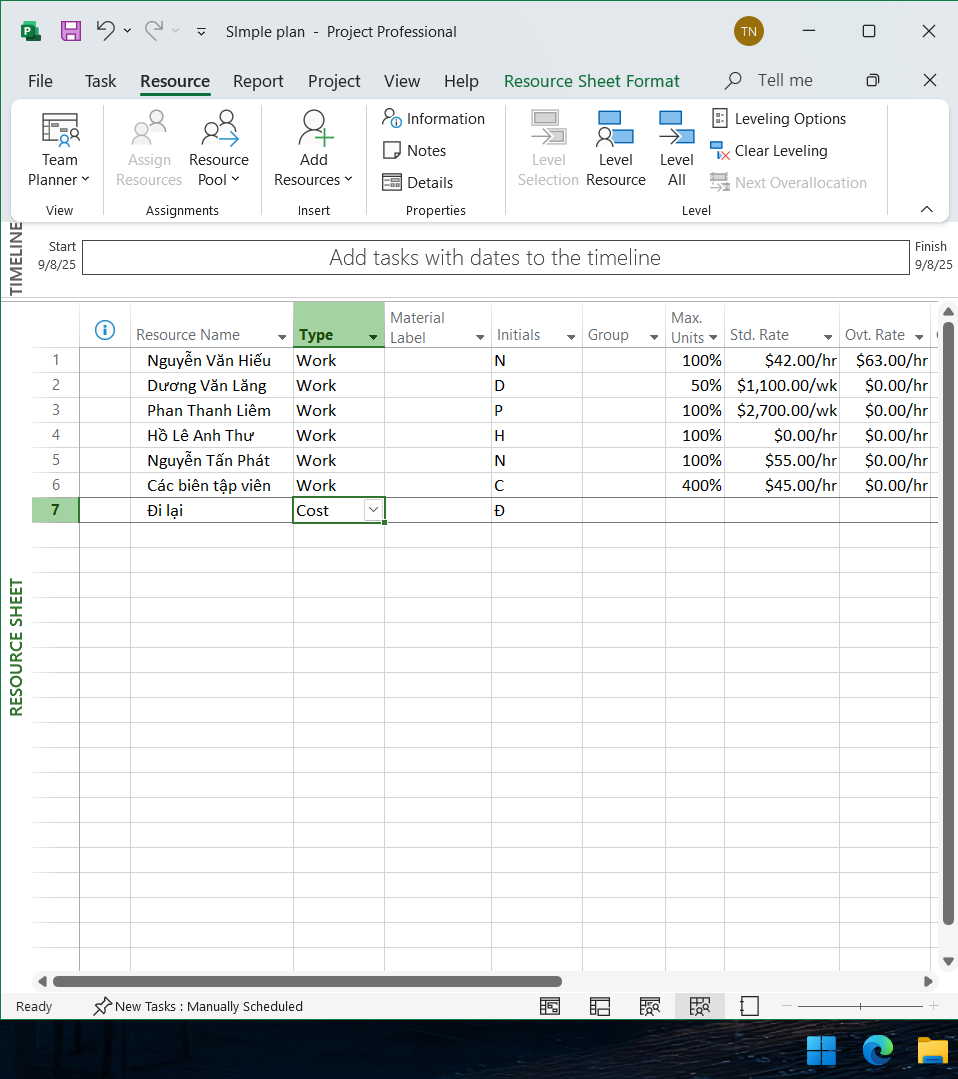 SImple plan - Project Professional
TN
File Task Resource Report Project View Help Resource Sheet Format Tell me
Team Planner
Assign Resources
Resource Pool
Add Resources
Information
Notes
Details
Level Selection
Level Resource
Level All
Leveling Options
Clear Leveling
Next Overallocation
View Assignments Insert Properties Level
TIMELINE
Start
9/8/25
Add tasks with dates to the timeline
Finish
9/8/25
Resource Name Type Material Label Initials Group Max. Units Std. Rate Ovt. Rate
1 Nguyễn Văn Hiếu Work N 100% $42.00/hr $63.00/hr
2 Dương Văn Lăng Work D 50% $1,100.00/wk $0.00/hr
3 Phan Thanh Liêm Work P 100% $2,700.00/wk $0.00/hr
4 Hồ Lê Anh Thư Work H 100% $0.00/hr $0.00/hr
5 Nguyễn Tấn Phát Work N 100% $55.00/hr $0.00/hr
6 Các biên tập viên Work C 400% $45.00/hr $0.00/hr
7 Đi lại Cost Đ
RESOURCE SHEET
Ready New Tasks : Manually Scheduled